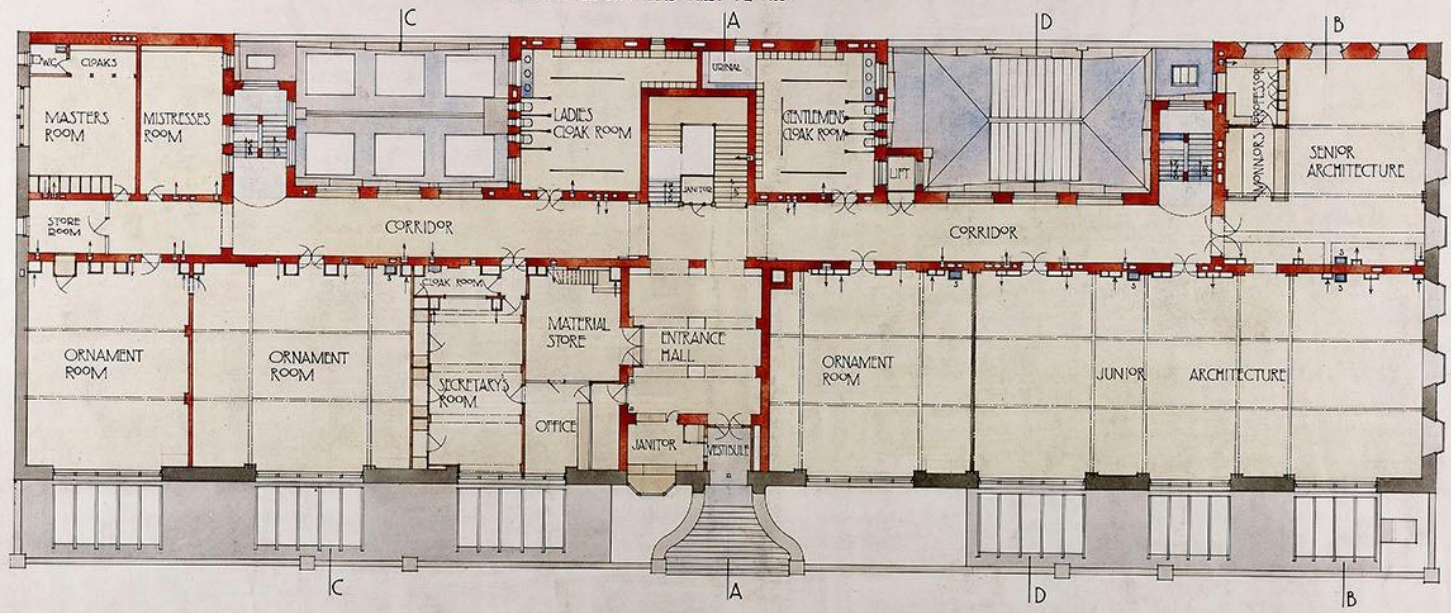 C
A
D
B
W.C.
CLOAKS
MASTERS
ROOM
MISTRESSES
ROOM
LADIES
CLOAK ROOM
URINAL
GENTLEMENS
CLOAK ROOM
LIFT
JANITOR
PROFESSOR
SENIOR
ARCHITECTURE
STORE
ROOM
CORRIDOR
CORRIDOR
CLOAK ROOM
MATERIAL
STORE
ENTRANCE
HALL
ORNAMENT
ROOM
ORNAMENT
ROOM
SECRETARY'S
ROOM
OFFICE
JANITOR
VESTIBULE
ORNAMENT
ROOM
JUNIOR ARCHITECTURE
S
S
S
S
C
A
D
B